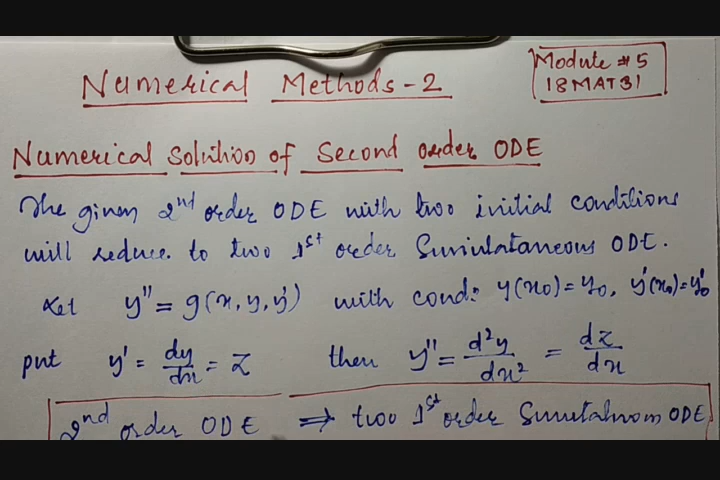 Module # 5
18MAT31
Numerical Methods - 2
Numerical Solution of Second order ODE
The given 2nd order ODE with two initial conditions
will reduce to two 1st order Simulataneous ODE.
Let y'' = g(x, y, y') with cond: y(x₀) = y₀, y'(x₀) = y'₀
put y' = dy/dx = z then y'' = d²y/dx² = dz/dx
2nd order ODE ⇒ two 1st order ODE